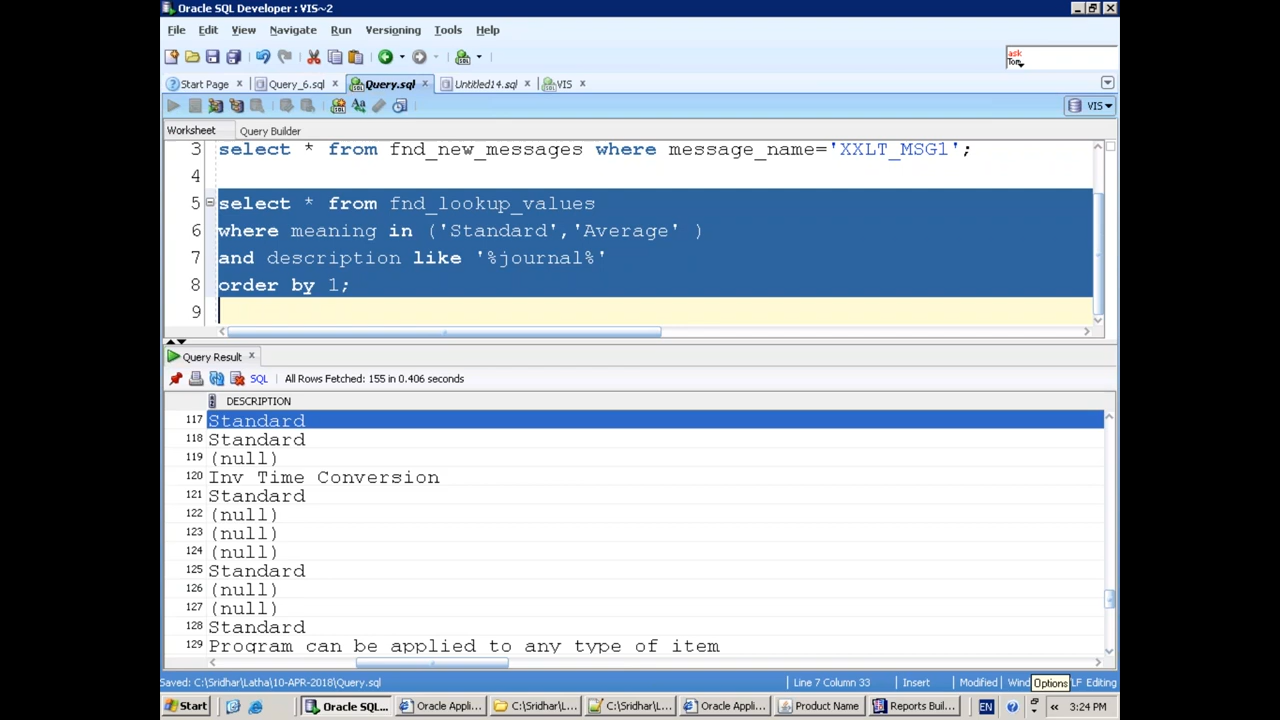 Oracle SQL Developer : VIS~2
File Edit View Navigate Run Versioning Tools Help
ask
Tom
Start Page Query_6.sql Query.sql Untitled14.sql VIS
VIS
Worksheet Query Builder
3 select * from fnd_new_messages where message_name='XXLT_MSG1';
4
5 select * from fnd_lookup_values
6 where meaning in ('Standard','Average' )
7 and description like '%journal%'
8 order by 1;
9
Query Result
SQL | All Rows Fetched: 155 in 0.406 seconds
DESCRIPTION
117 Standard
118 Standard
119 (null)
120 Inv Time Conversion
121 Standard
122 (null)
123 (null)
124 (null)
125 Standard
126 (null)
127 (null)
128 Standard
129 Program can be applied to any type of item
Saved: C:\Sridhar\Latha\10-APR-2018\Query.sql Line 7 Column 33 Insert Modified Wind LF Editing
Options
Start Oracle SQL... Oracle Appli... C:\Sridhar\L... C:\Sridhar\L... Oracle Appli... Product Name Reports Buil... EN 3:24 PM